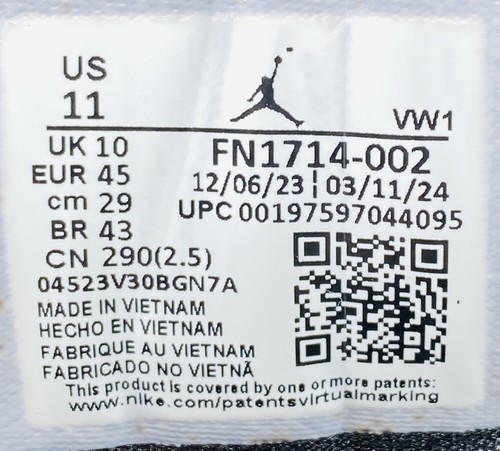 US
11
VW1
UK 10
EUR 45
cm 29
BR 43
CN 290(2.5)
FN1714-002
12/06/23 ¦ 03/11/24
UPC 00197597044095
04523V30BGN7A
MADE IN VIETNAM
HECHO EN VIETNAM
FABRIQUE AU VIETNAM
FABRICADO NO VIETNÃ
This product is covered by one or more patents:
www.nike.com/patentsvirtualmarking